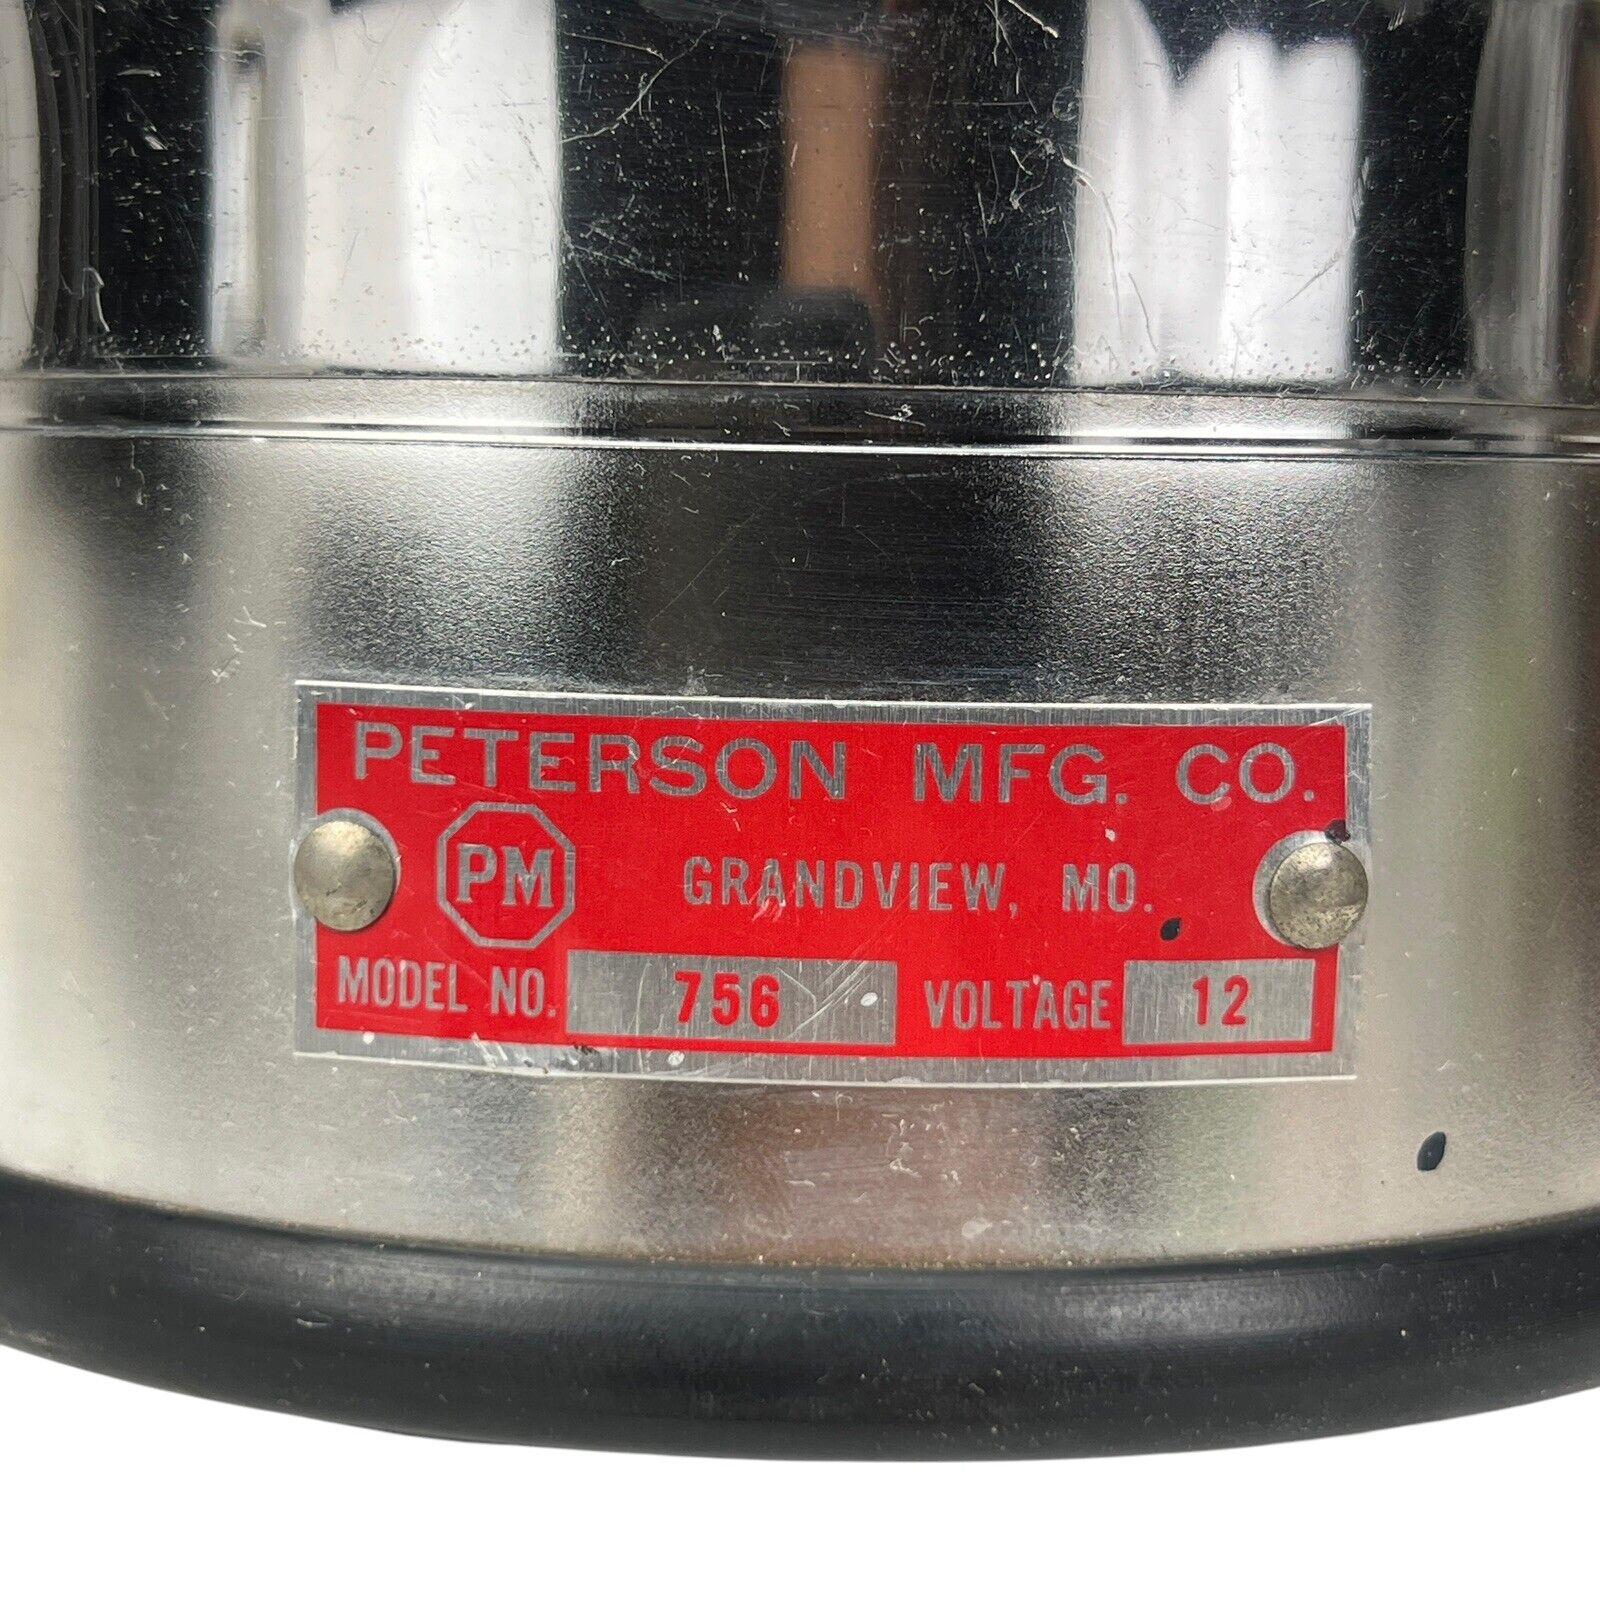 PETERSON MFG. CO.
PM GRANDVIEW, MO.
MODEL NO. 756 VOLTAGE 12